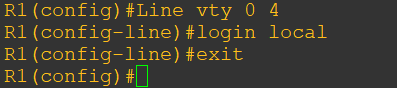 R1(config)#Line vty 0 4
R1(config-line)#login local
R1(config-line)#exit
R1(config)#